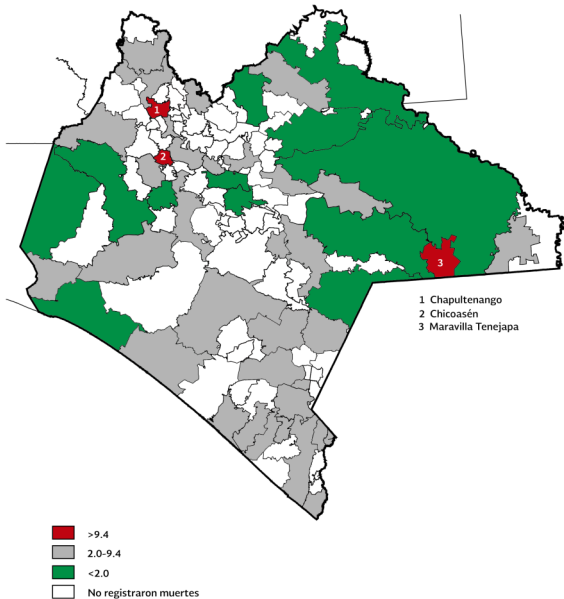 1
2
3
1 Chapultenango
2 Chicoasén
3 Maravilla Tenejapa
>9.4
2.0-9.4
<2.0
No registraron muertes